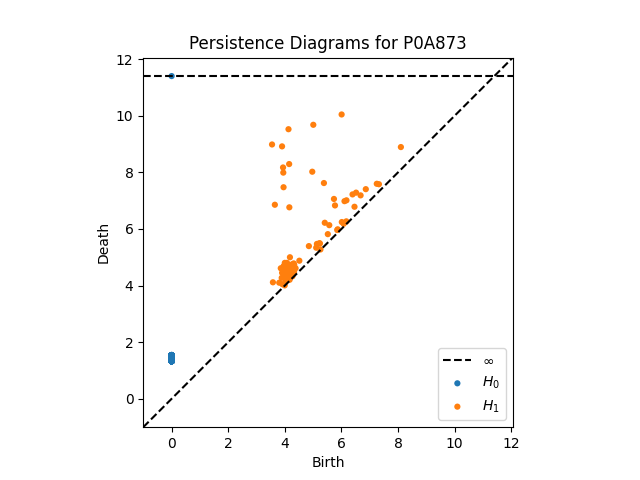 Persistence Diagrams for P0A873
12
10
8
6
4
2
0
Death
∞
H₀
H₁
0 2 4 6 8 10 12
Birth